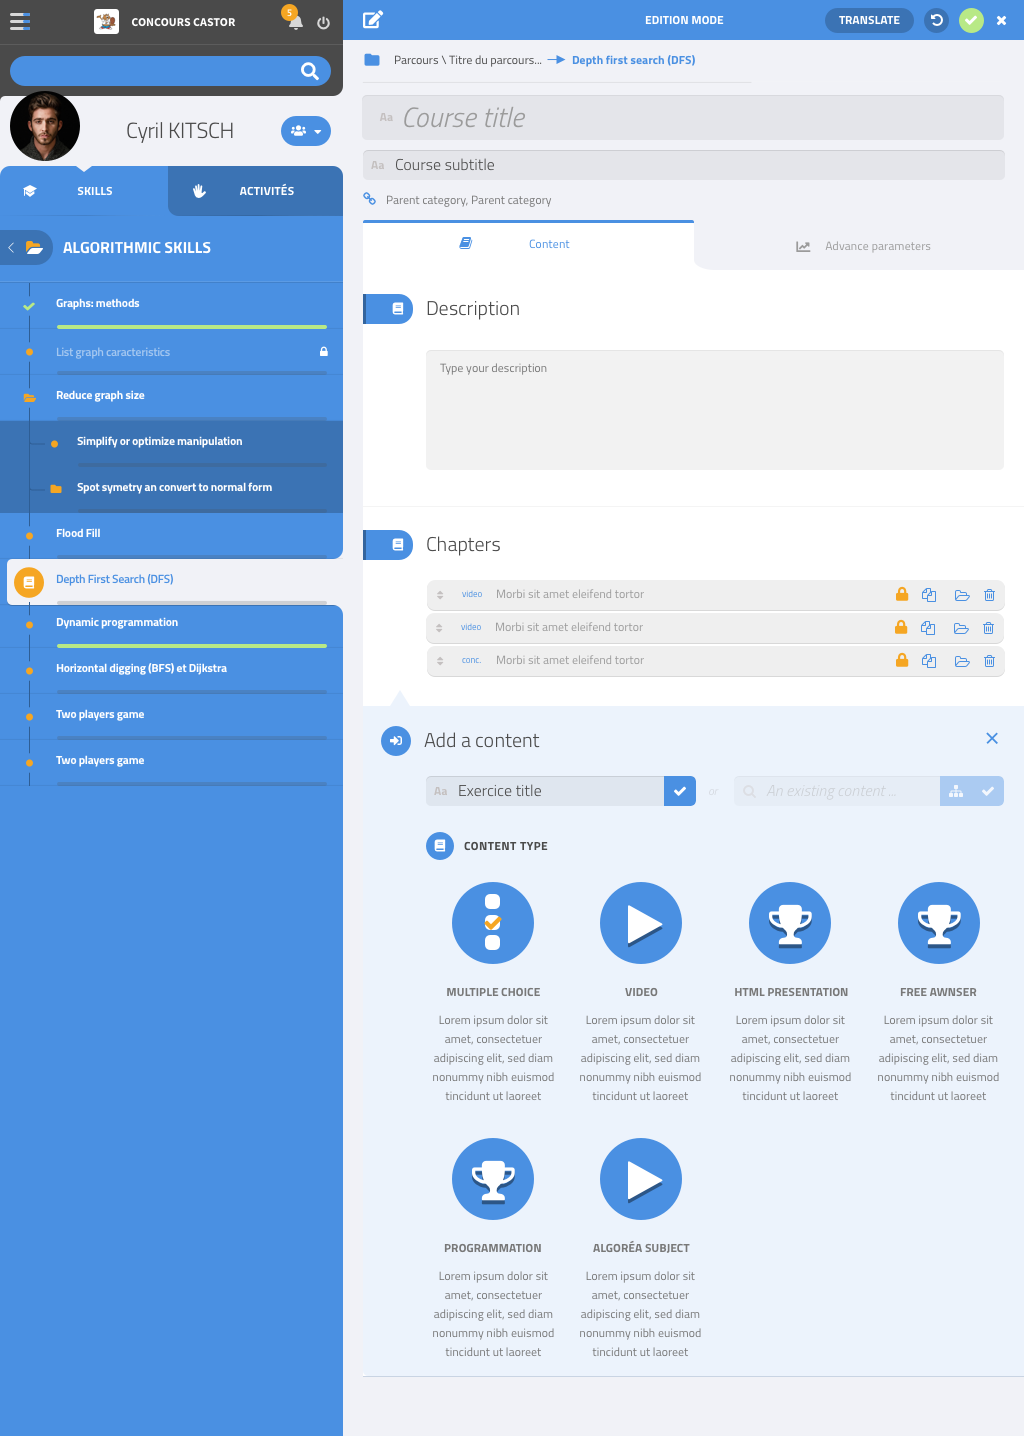 CONCOURS CASTOR
5
EDITION MODE
TRANSLATE
Parcours \ Titre du parcours...
Depth first search (DFS)
Cyril KITSCH
SKILLS
ACTIVITÉS
ALGORITHMIC SKILLS
Graphs: methods
List graph caracteristics
Reduce graph size
Simplify or optimize manipulation
Spot symetry an convert to normal form
Flood Fill
Depth First Search (DFS)
Dynamic programmation
Horizontal digging (BFS) et Dijkstra
Two players game
Two players game
Aa Course title
Aa Course subtitle
Parent category, Parent category
Content
Advance parameters
Description
Type your description
Chapters
video Morbi sit amet eleifend tortor
video Morbi sit amet eleifend tortor
conc. Morbi sit amet eleifend tortor
Add a content
Aa Exercice title
or
An existing content ...
CONTENT TYPE
MULTIPLE CHOICE
Lorem ipsum dolor sit
amet, consectetuer
adipiscing elit, sed diam
nonummy nibh euismod
tincidunt ut laoreet
VIDEO
Lorem ipsum dolor sit
amet, consectetuer
adipiscing elit, sed diam
nonummy nibh euismod
tincidunt ut laoreet
HTML PRESENTATION
Lorem ipsum dolor sit
amet, consectetuer
adipiscing elit, sed diam
nonummy nibh euismod
tincidunt ut laoreet
FREE AWNSER
Lorem ipsum dolor sit
amet, consectetuer
adipiscing elit, sed diam
nonummy nibh euismod
tincidunt ut laoreet
PROGRAMMATION
Lorem ipsum dolor sit
amet, consectetuer
adipiscing elit, sed diam
nonummy nibh euismod
tincidunt ut laoreet
ALGORÉA SUBJECT
Lorem ipsum dolor sit
amet, consectetuer
adipiscing elit, sed diam
nonummy nibh euismod
tincidunt ut laoreet